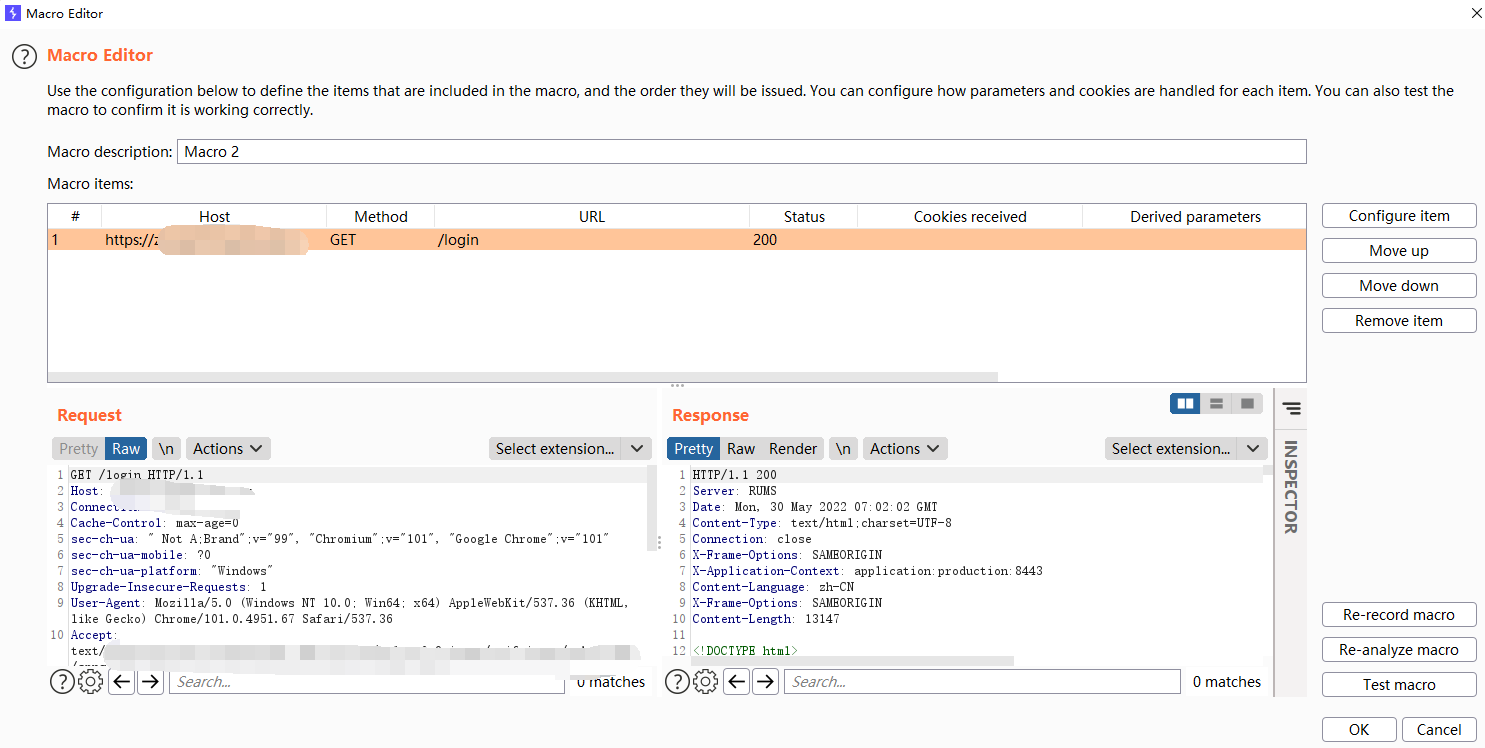 Macro Editor
Macro Editor
Use the configuration below to define the items that are included in the macro, and the order they will be issued. You can configure how parameters and cookies are handled for each item. You can also test the
macro to confirm it is working correctly.
Macro description: Macro 2
Macro items:
# Host Method URL Status Cookies received Derived parameters
1 https://z GET /login 200
Configure item
Move up
Move down
Remove item
Request
Pretty Raw \n Actions Select extension...
1 GET /login HTTP/1.1
2 Host:
3
4 Cache-Control: max-age=0
5 sec-ch-ua: " Not A;Brand";v="99", "Chromium";v="101", "Google Chrome";v="101"
6 sec-ch-ua-mobile: ?0
7 sec-ch-ua-platform: "Windows"
8 Upgrade-Insecure-Requests: 1
9 User-Agent: Mozilla/5.0 (Windows NT 10.0; Win64; x64) AppleWebKit/537.36 (KHTML,
like Gecko) Chrome/101.0.4951.67 Safari/537.36
10 Accept:
text/
Search... 0 matches
Response
Pretty Raw Render \n Actions Select extension...
1 HTTP/1.1 200
2 Server: RUMS
3 Date: Mon, 30 May 2022 07:02:02 GMT
4 Content-Type: text/html;charset=UTF-8
5 Connection: close
6 X-Frame-Options: SAMEORIGIN
7 X-Application-Context: application:production:8443
8 Content-Language: zh-CN
9 X-Frame-Options: SAMEORIGIN
10 Content-Length: 13147
11
12 <!DOCTYPE html>
Search... 0 matches
INSPECTOR
Re-record macro
Re-analyze macro
Test macro
OK Cancel